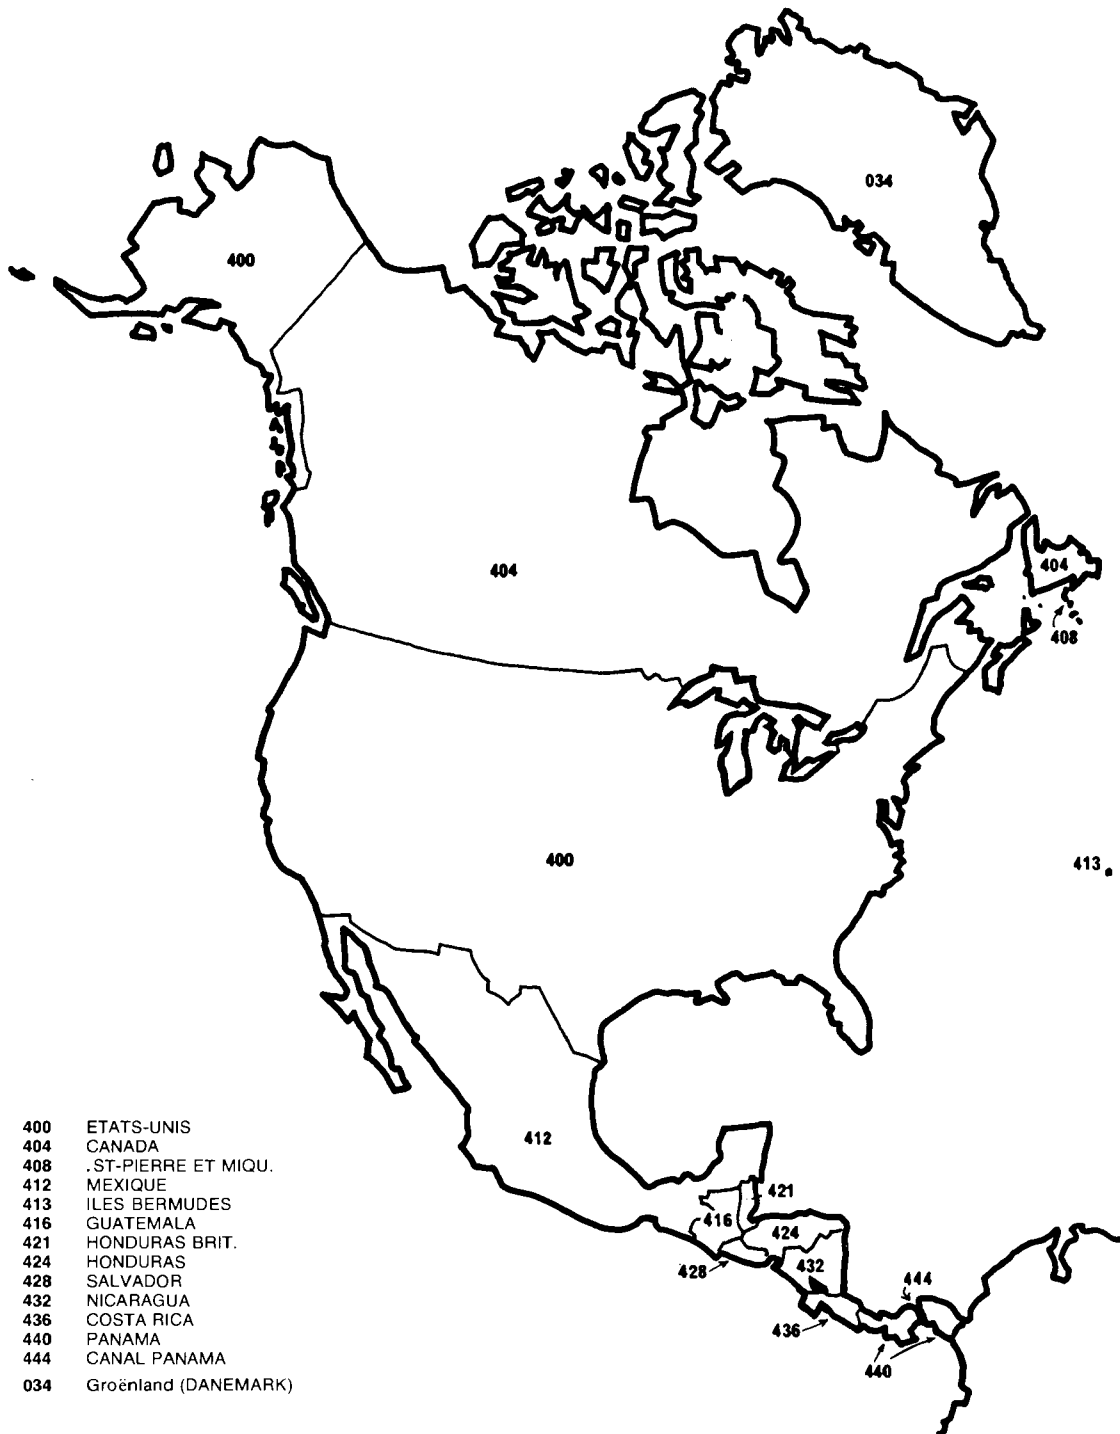 034
400
404
404
408
413
400
412
421
416
424
428
432
444
436
440
400 ETATS-UNIS
404 CANADA
408 .ST-PIERRE ET MIQU.
412 MEXIQUE
413 ILES BERMUDES
416 GUATEMALA
421 HONDURAS BRIT.
424 HONDURAS
428 SALVADOR
432 NICARAGUA
436 COSTA RICA
440 PANAMA
444 CANAL PANAMA
034 Groënland (DANEMARK)